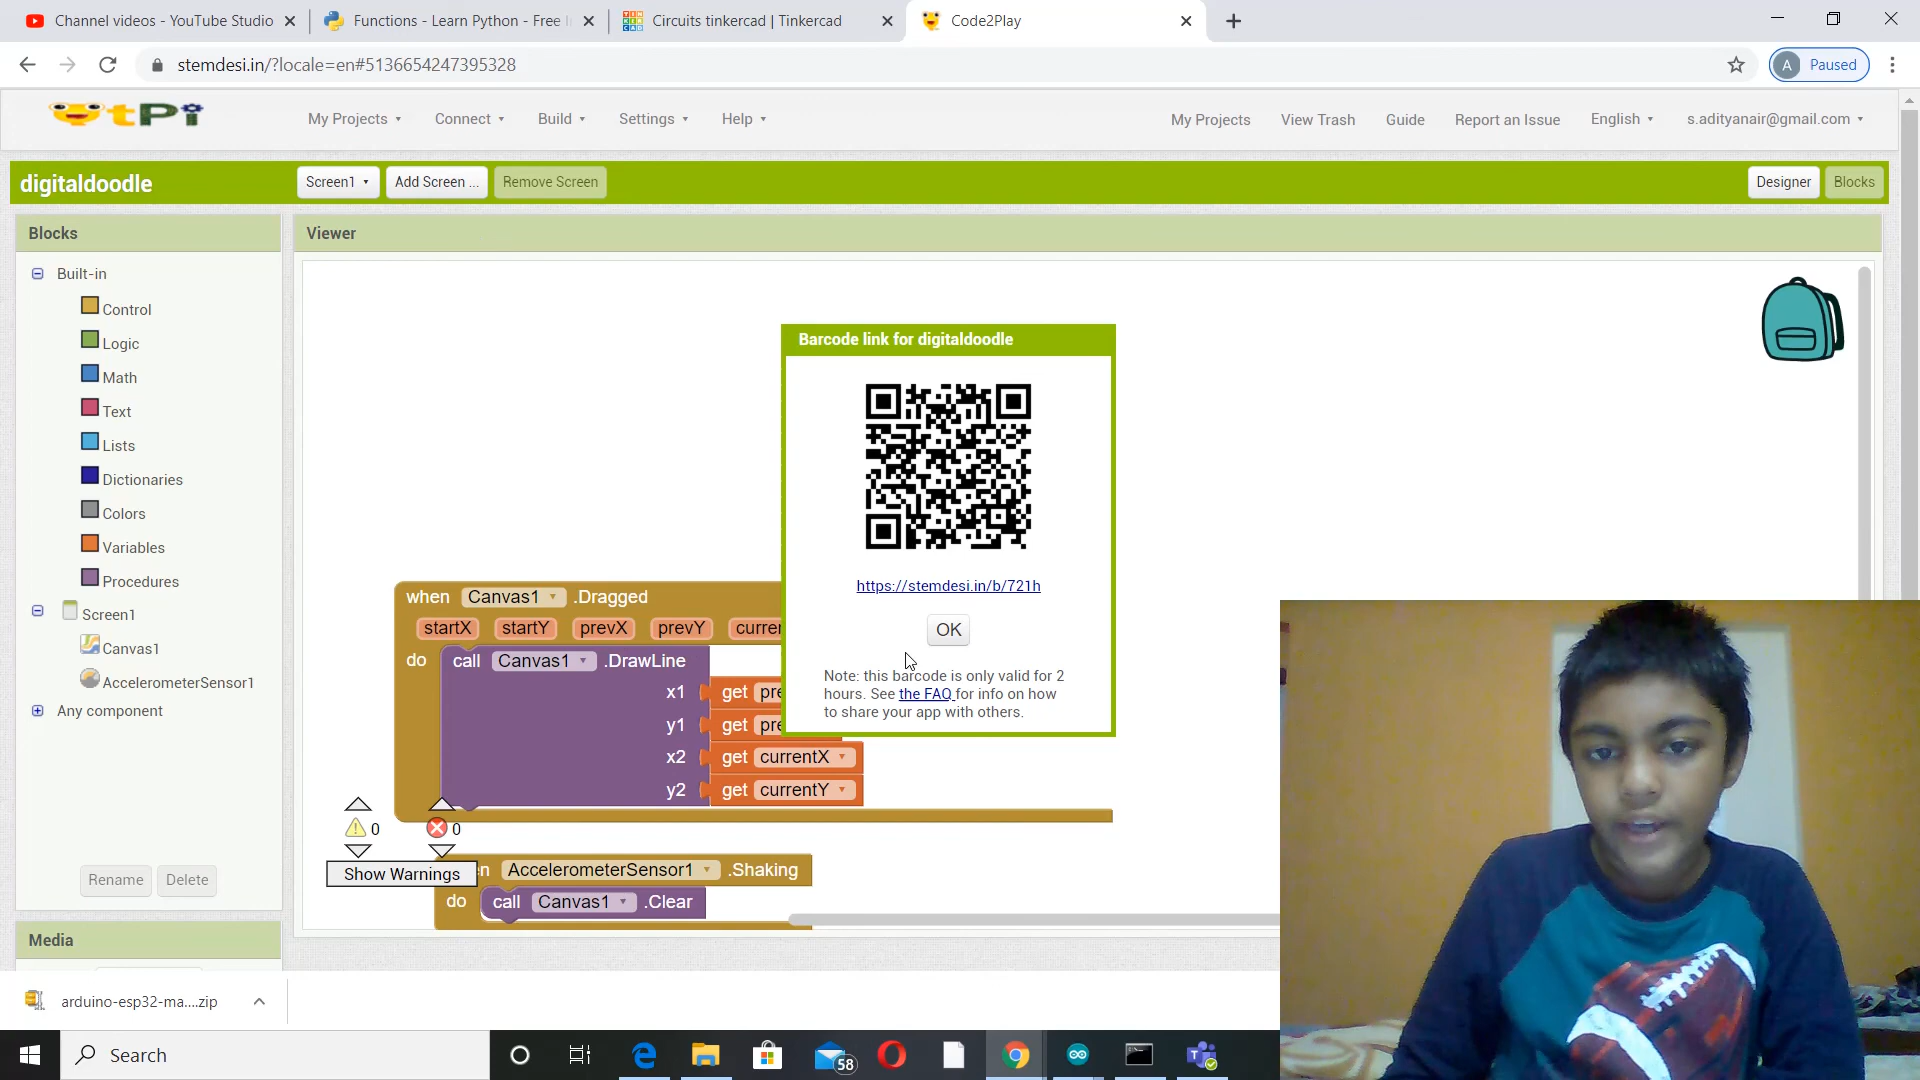 Channel videos - YouTube Studio
Functions - Learn Python - Free I
Circuits tinkercad | Tinkercad
Code2Play
stemdesi.in/?locale=en#5136654247395328
A Paused
tPi
My Projects
Connect
Build
Settings
Help
My Projects
View Trash
Guide
Report an Issue
English
s.adityanair@gmail.com
digitaldoodle
Screen1
Add Screen ...
Remove Screen
Designer
Blocks
Blocks
Viewer
Built-in
Control
Logic
Math
Text
Lists
Dictionaries
Colors
Variables
Procedures
Screen1
Canvas1
AccelerometerSensor1
Any component
Rename
Delete
Media
Barcode link for digitaldoodle
https://stemdesi.in/b/721h
OK
Note: this barcode is only valid for 2
hours. See the FAQ for info on how
to share your app with others.
when Canvas1 .Dragged
startX startY prevX prevY curre
do call Canvas1 .DrawLine
x1 get pre
y1 get pre
x2 get currentX
y2 get currentY
0 0
Show Warnings
n AccelerometerSensor1 .Shaking
do call Canvas1 .Clear
arduino-esp32-ma....zip
Search
58